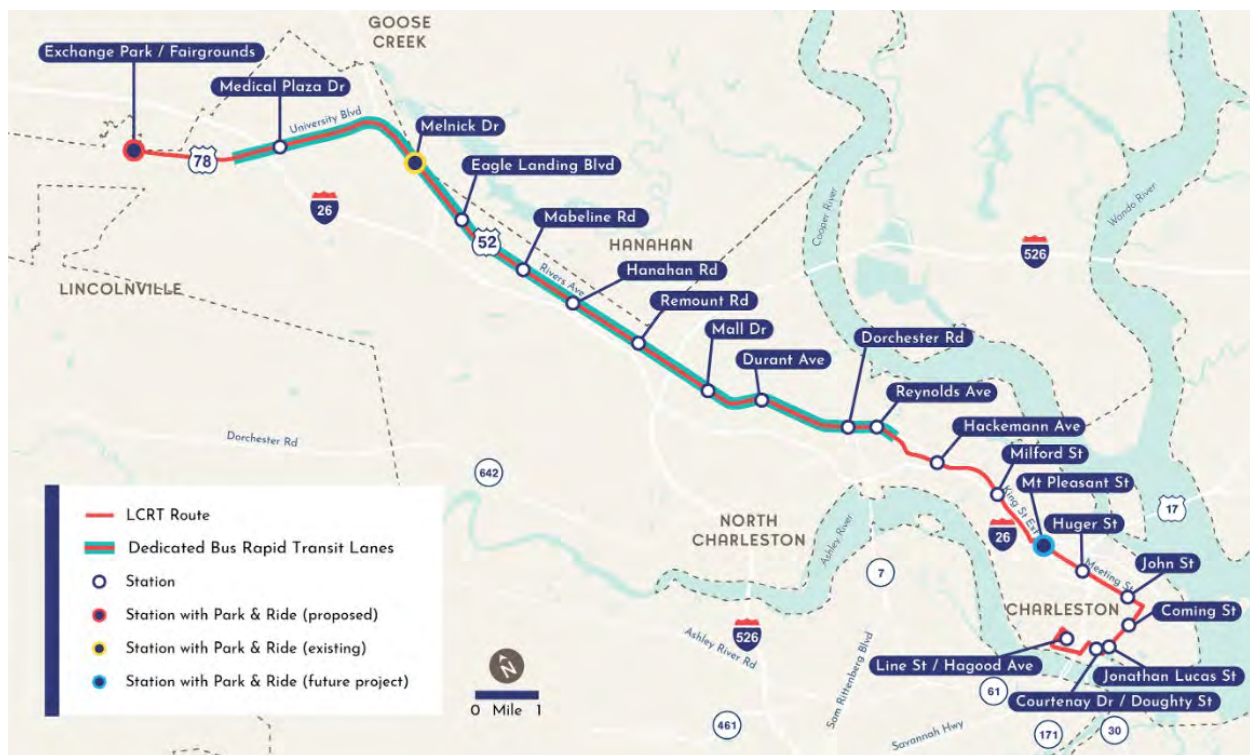 GOOSE
CREEK
Exchange Park / Fairgrounds
Medical Plaza Dr
University Blvd
Melnick Dr
78
Eagle Landing Blvd
26
Mabeline Rd
52
HANAHAN
Cooper River
Wando River
526
Rivers Ave
Hanahan Rd
LINCOLNVILLE
Remount Rd
Mall Dr
Dorchester Rd
Durant Ave
Reynolds Ave
Hackemann Ave
Dorchester Rd
642
Milford St
Mt Pleasant St
King St Ext
17
Huger St
26
NORTH
CHARLESTON
Ashley River
7
Meeting St
John St
CHARLESTON
Coming St
526
Ashley River Rd
Sam Rittenberg Blvd
Line St / Hagood Ave
Jonathan Lucas St
61
Courtenay Dr / Doughty St
461
Savannah Hwy
171
30
LCRT Route
Dedicated Bus Rapid Transit Lanes
Station
Station with Park & Ride (proposed)
Station with Park & Ride (existing)
Station with Park & Ride (future project)
N
0 Mile 1